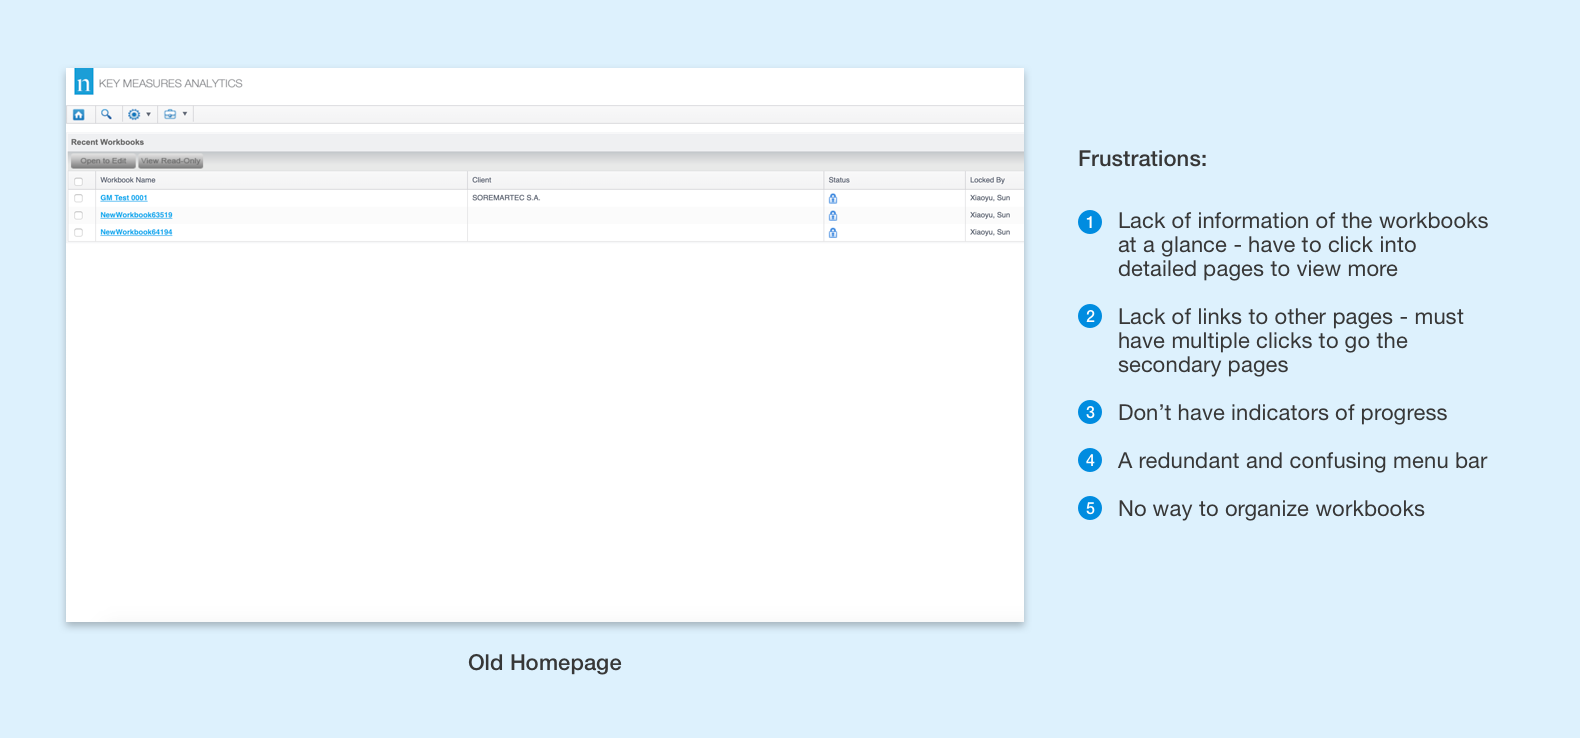 n KEY MEASURES ANALYTICS
Recent Workbooks
Open to Edit View Read-Only
Workbook Name Client Status Locked By
GM Test 0001 SOREMARTEC S.A. Xiaoyu, Sun
NewWorkbook63519 Xiaoyu, Sun
NewWorkbook64194 Xiaoyu, Sun
Old Homepage
Frustrations:
1 Lack of information of the workbooks
at a glance - have to click into
detailed pages to view more
2 Lack of links to other pages - must
have multiple clicks to go the
secondary pages
3 Don’t have indicators of progress
4 A redundant and confusing menu bar
5 No way to organize workbooks